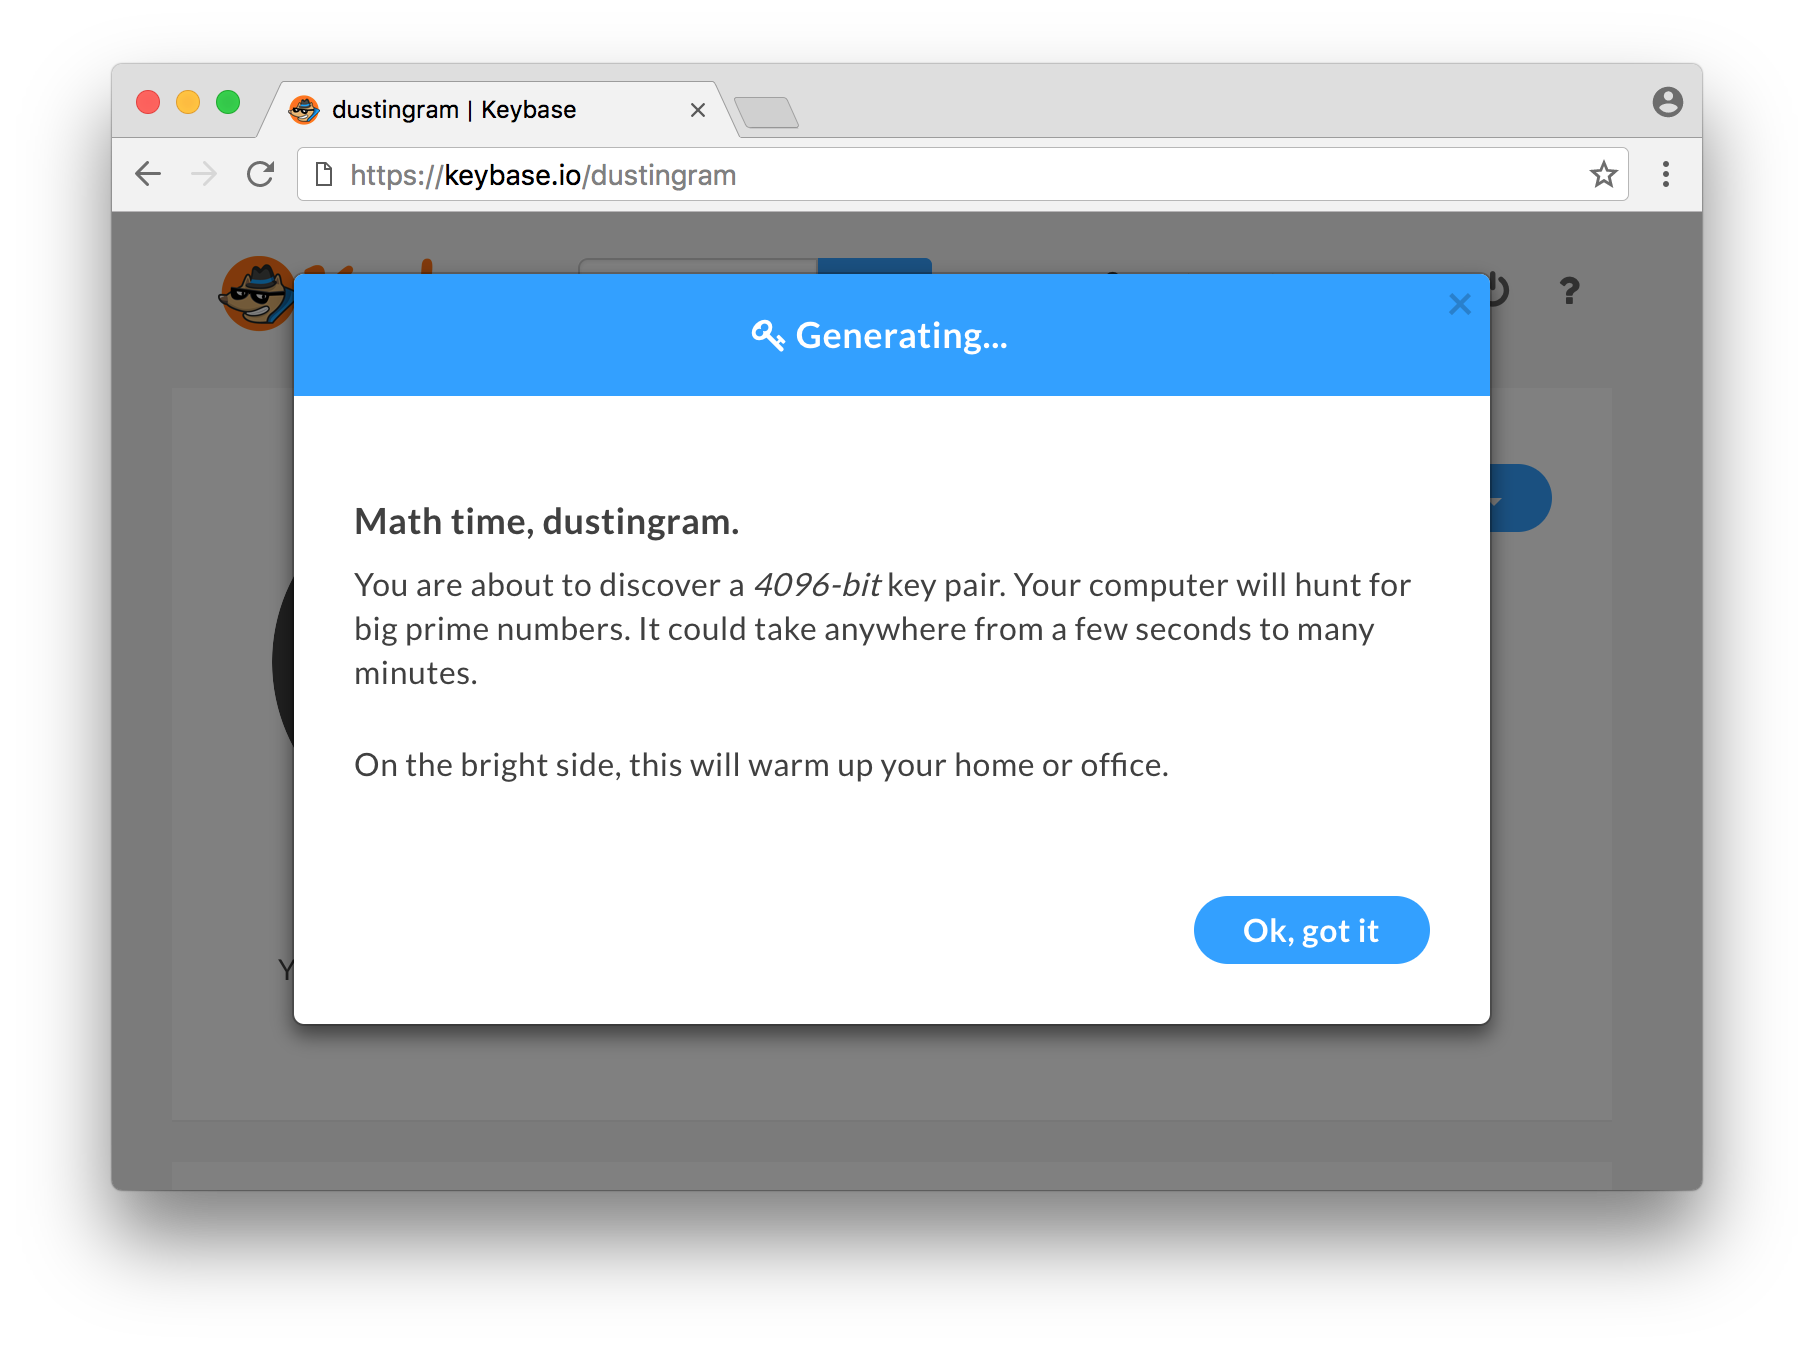 dustingram | Keybase
https://keybase.io/dustingram
?
Generating...
Math time, dustingram.
You are about to discover a 4096-bit key pair. Your computer will hunt for
big prime numbers. It could take anywhere from a few seconds to many
minutes.
On the bright side, this will warm up your home or office.
Ok, got it
Y